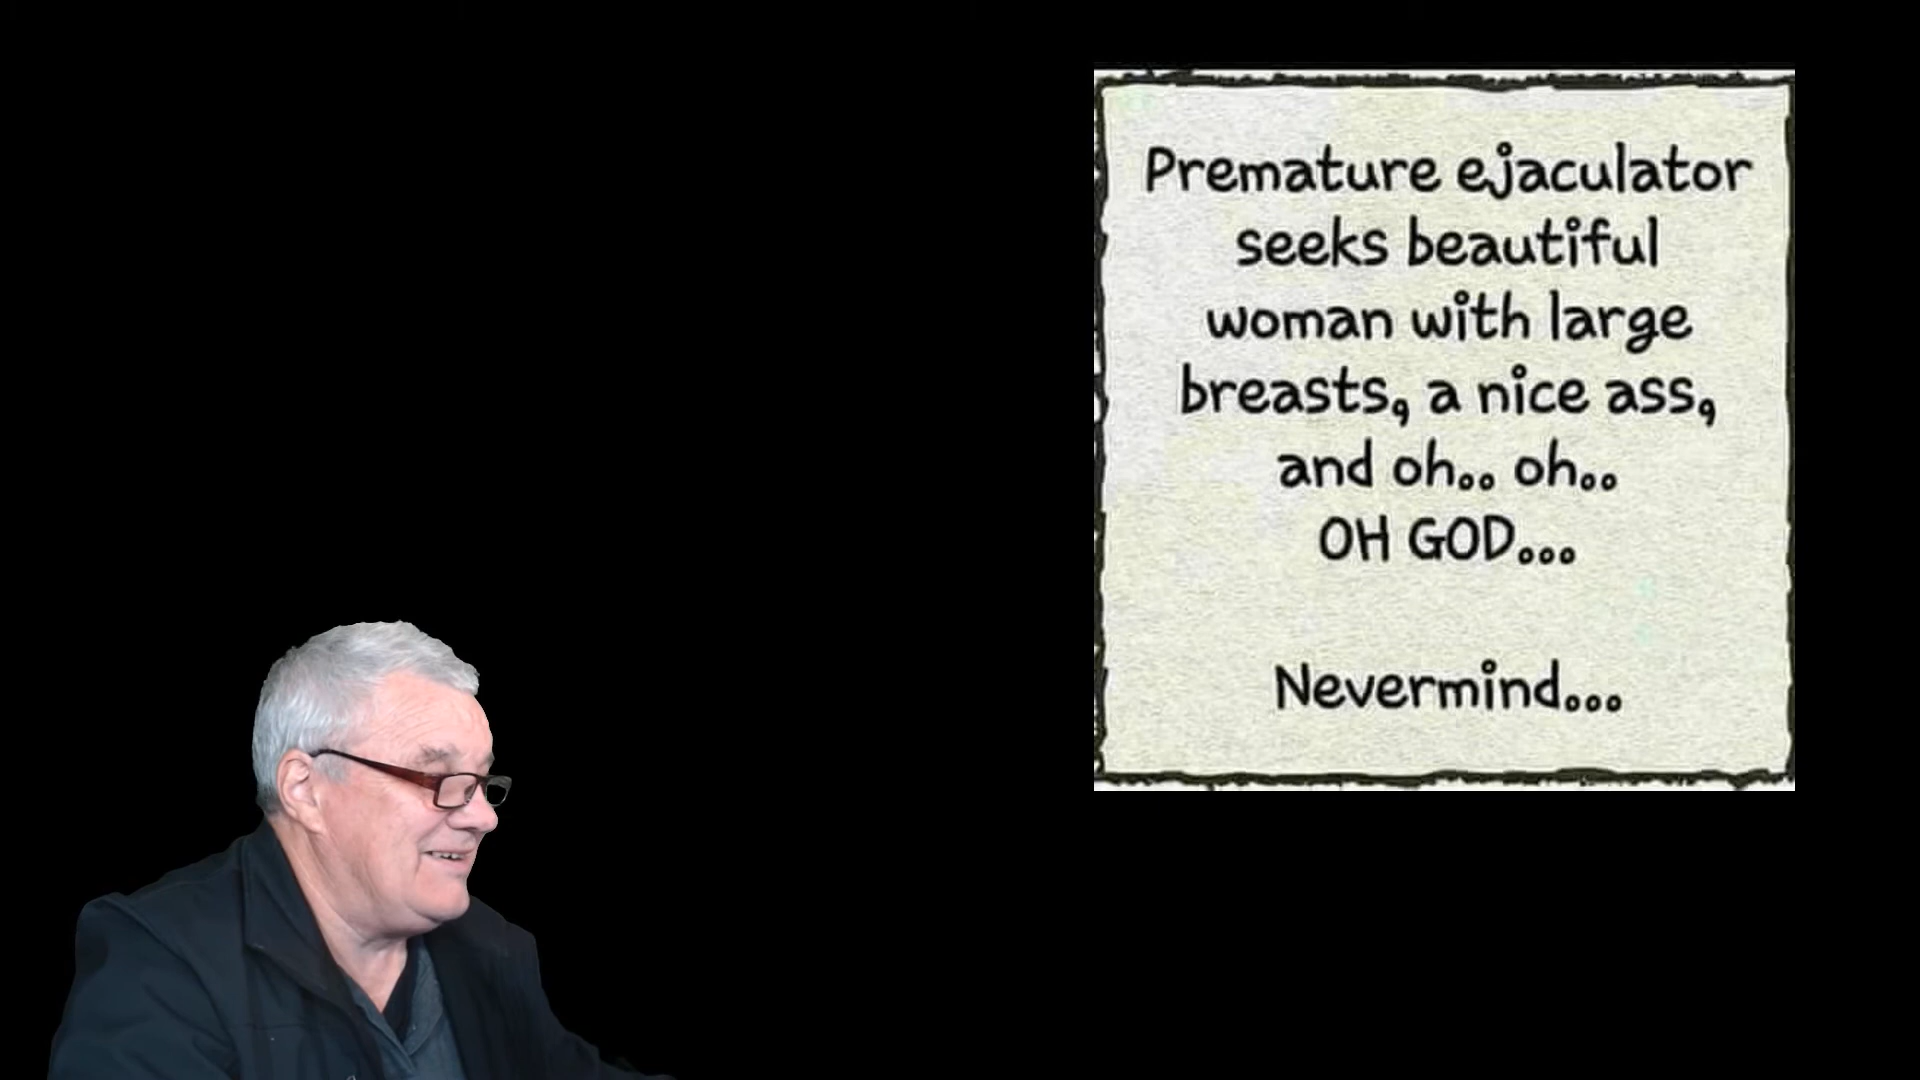 Premature ejaculator
seeks beautiful
woman with large
breasts, a nice ass,
and oh.. oh..
OH GOD...
Nevermind...